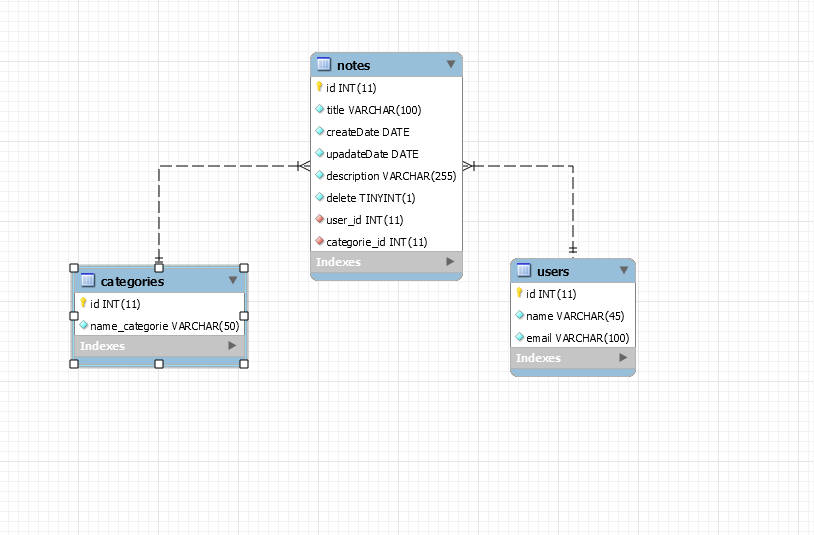 notes
id INT(11)
title VARCHAR(100)
createDate DATE
upadateDate DATE
description VARCHAR(255)
delete TINYINT(1)
user_id INT(11)
categorie_id INT(11)
Indexes
categories
id INT(11)
name_categorie VARCHAR(50)
Indexes
users
id INT(11)
name VARCHAR(45)
email VARCHAR(100)
Indexes